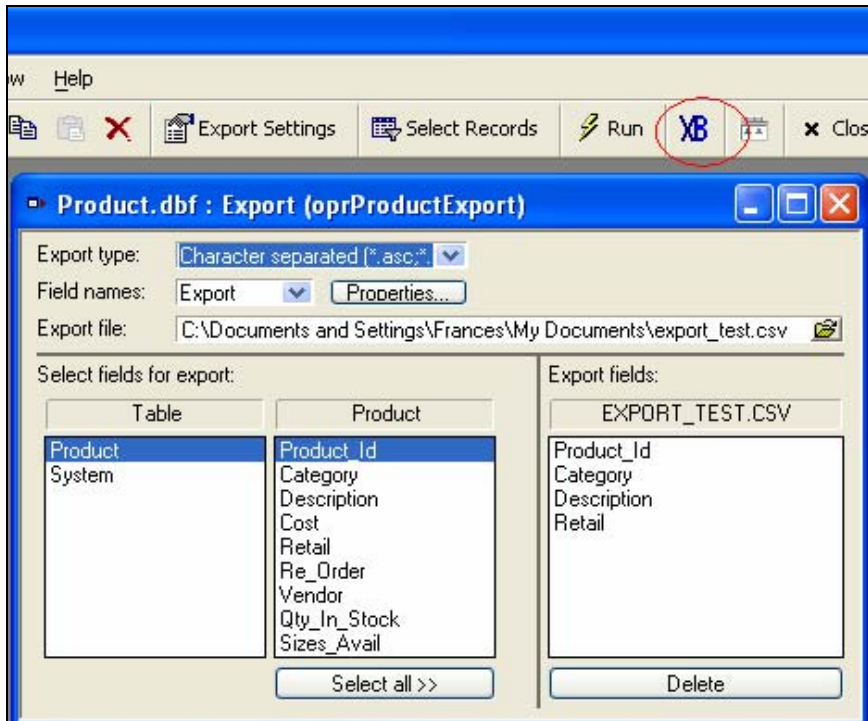 ow Help
Export Settings Select Records Run XB Clos
Product.dbf : Export (oprProductExport)
Export type: Character separated (*.asc;*.
Field names: Export Properties...
Export file: C:\Documents and Settings\Frances\My Documents\export_test.csv
Select fields for export: Export fields:
Table Product EXPORT_TEST.CSV
Product Product_Id Product_Id
System Category Category
Description Description
Cost Retail
Retail
Re_Order
Vendor
Qty_In_Stock
Sizes_Avail
Select all >> Delete